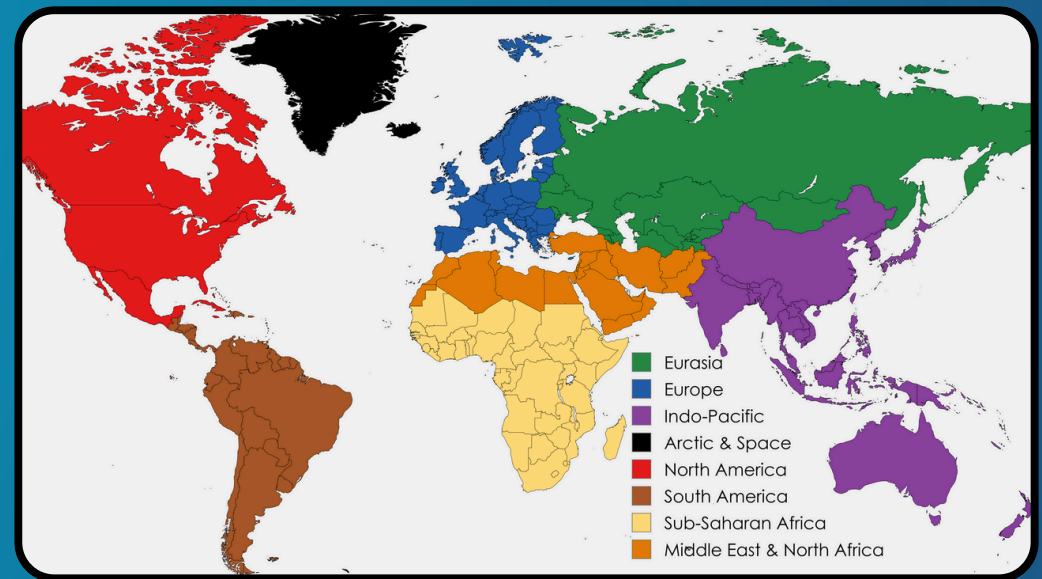 Eurasia
Europe
Indo-Pacific
Arctic & Space
North America
South America
Sub-Saharan Africa
Middle East & North Africa